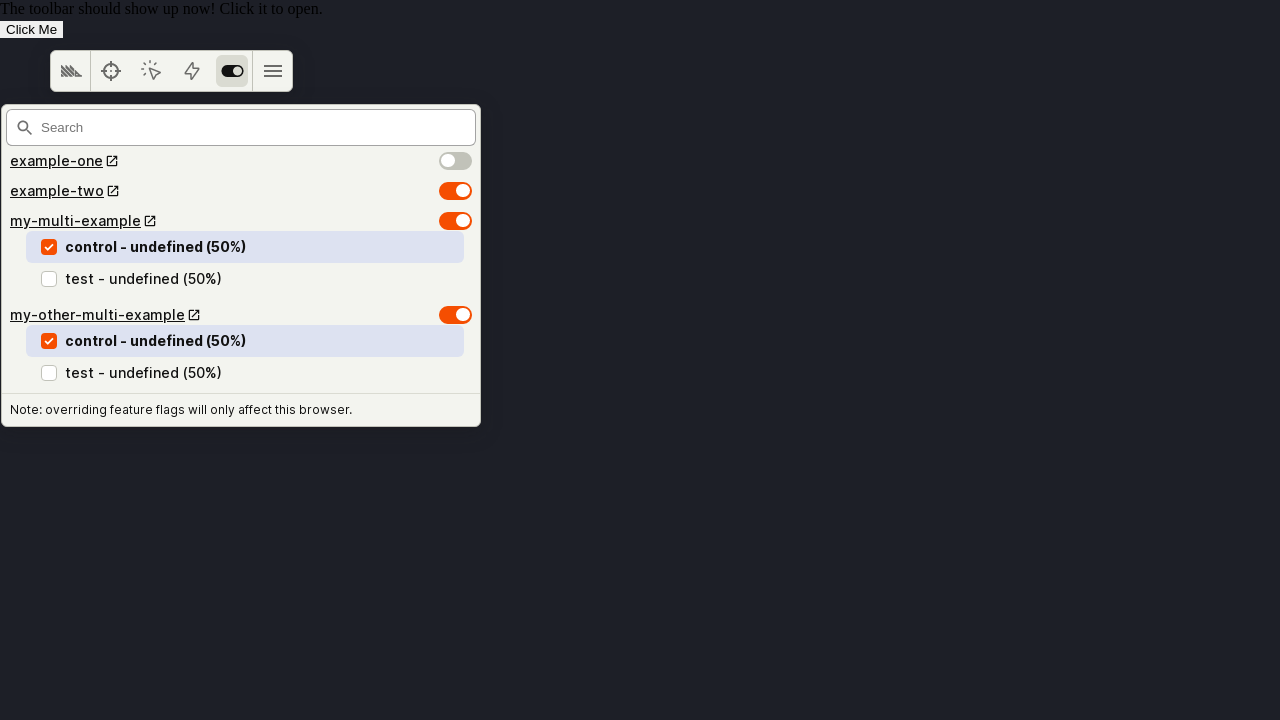 The toolbar should show up now! Click it to open.
Click Me
Search
example-one
example-two
my-multi-example
control - undefined (50%)
test - undefined (50%)
my-other-multi-example
control - undefined (50%)
test - undefined (50%)
Note: overriding feature flags will only affect this browser.